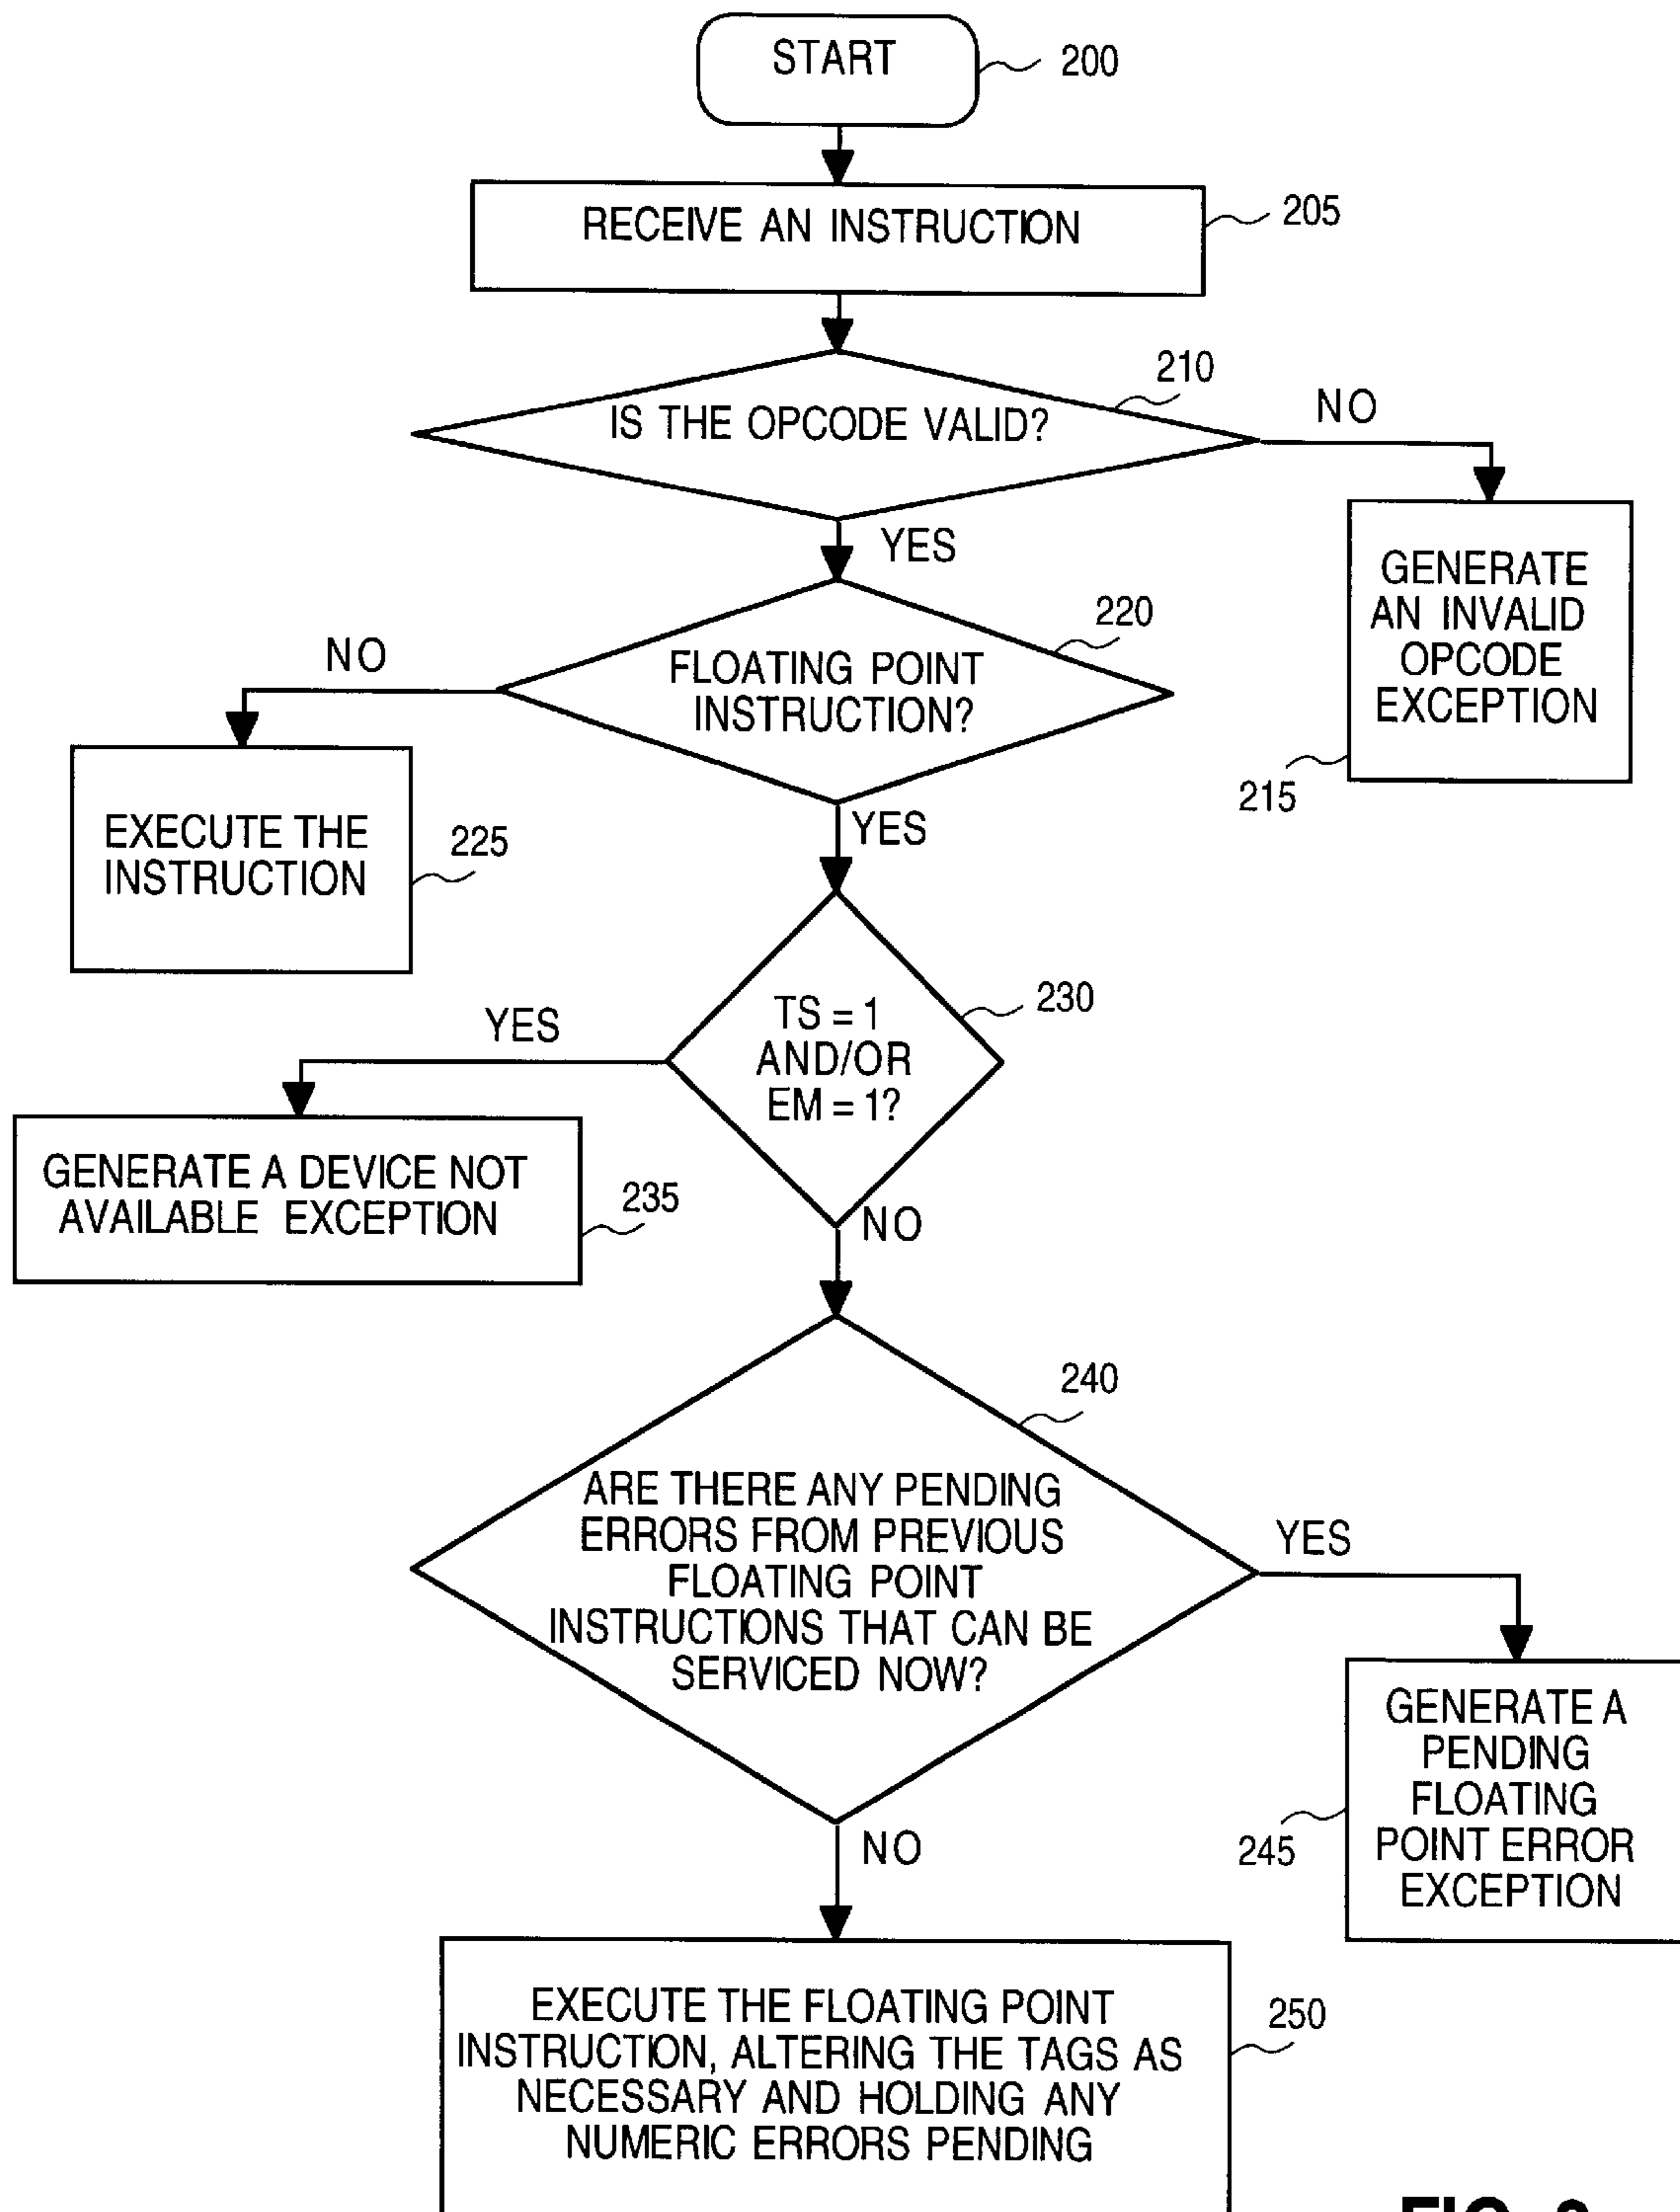 START
200
RECEIVE AN INSTRUCTION
205
210
IS THE OPCODE VALID?
NO
YES
GENERATE
AN INVALID
OPCODE
EXCEPTION
215
220
NO
FLOATING POINT
INSTRUCTION?
YES
EXECUTE THE
INSTRUCTION
225
230
TS = 1
AND/OR
EM = 1?
YES
GENERATE A DEVICE NOT
AVAILABLE EXCEPTION
235
NO
240
ARE THERE ANY PENDING
ERRORS FROM PREVIOUS
FLOATING POINT
INSTRUCTIONS THAT CAN BE
SERVICED NOW?
YES
GENERATE A
PENDING
FLOATING
POINT ERROR
EXCEPTION
245
NO
EXECUTE THE FLOATING POINT
INSTRUCTION, ALTERING THE TAGS AS
NECESSARY AND HOLDING ANY
NUMERIC ERRORS PENDING
250